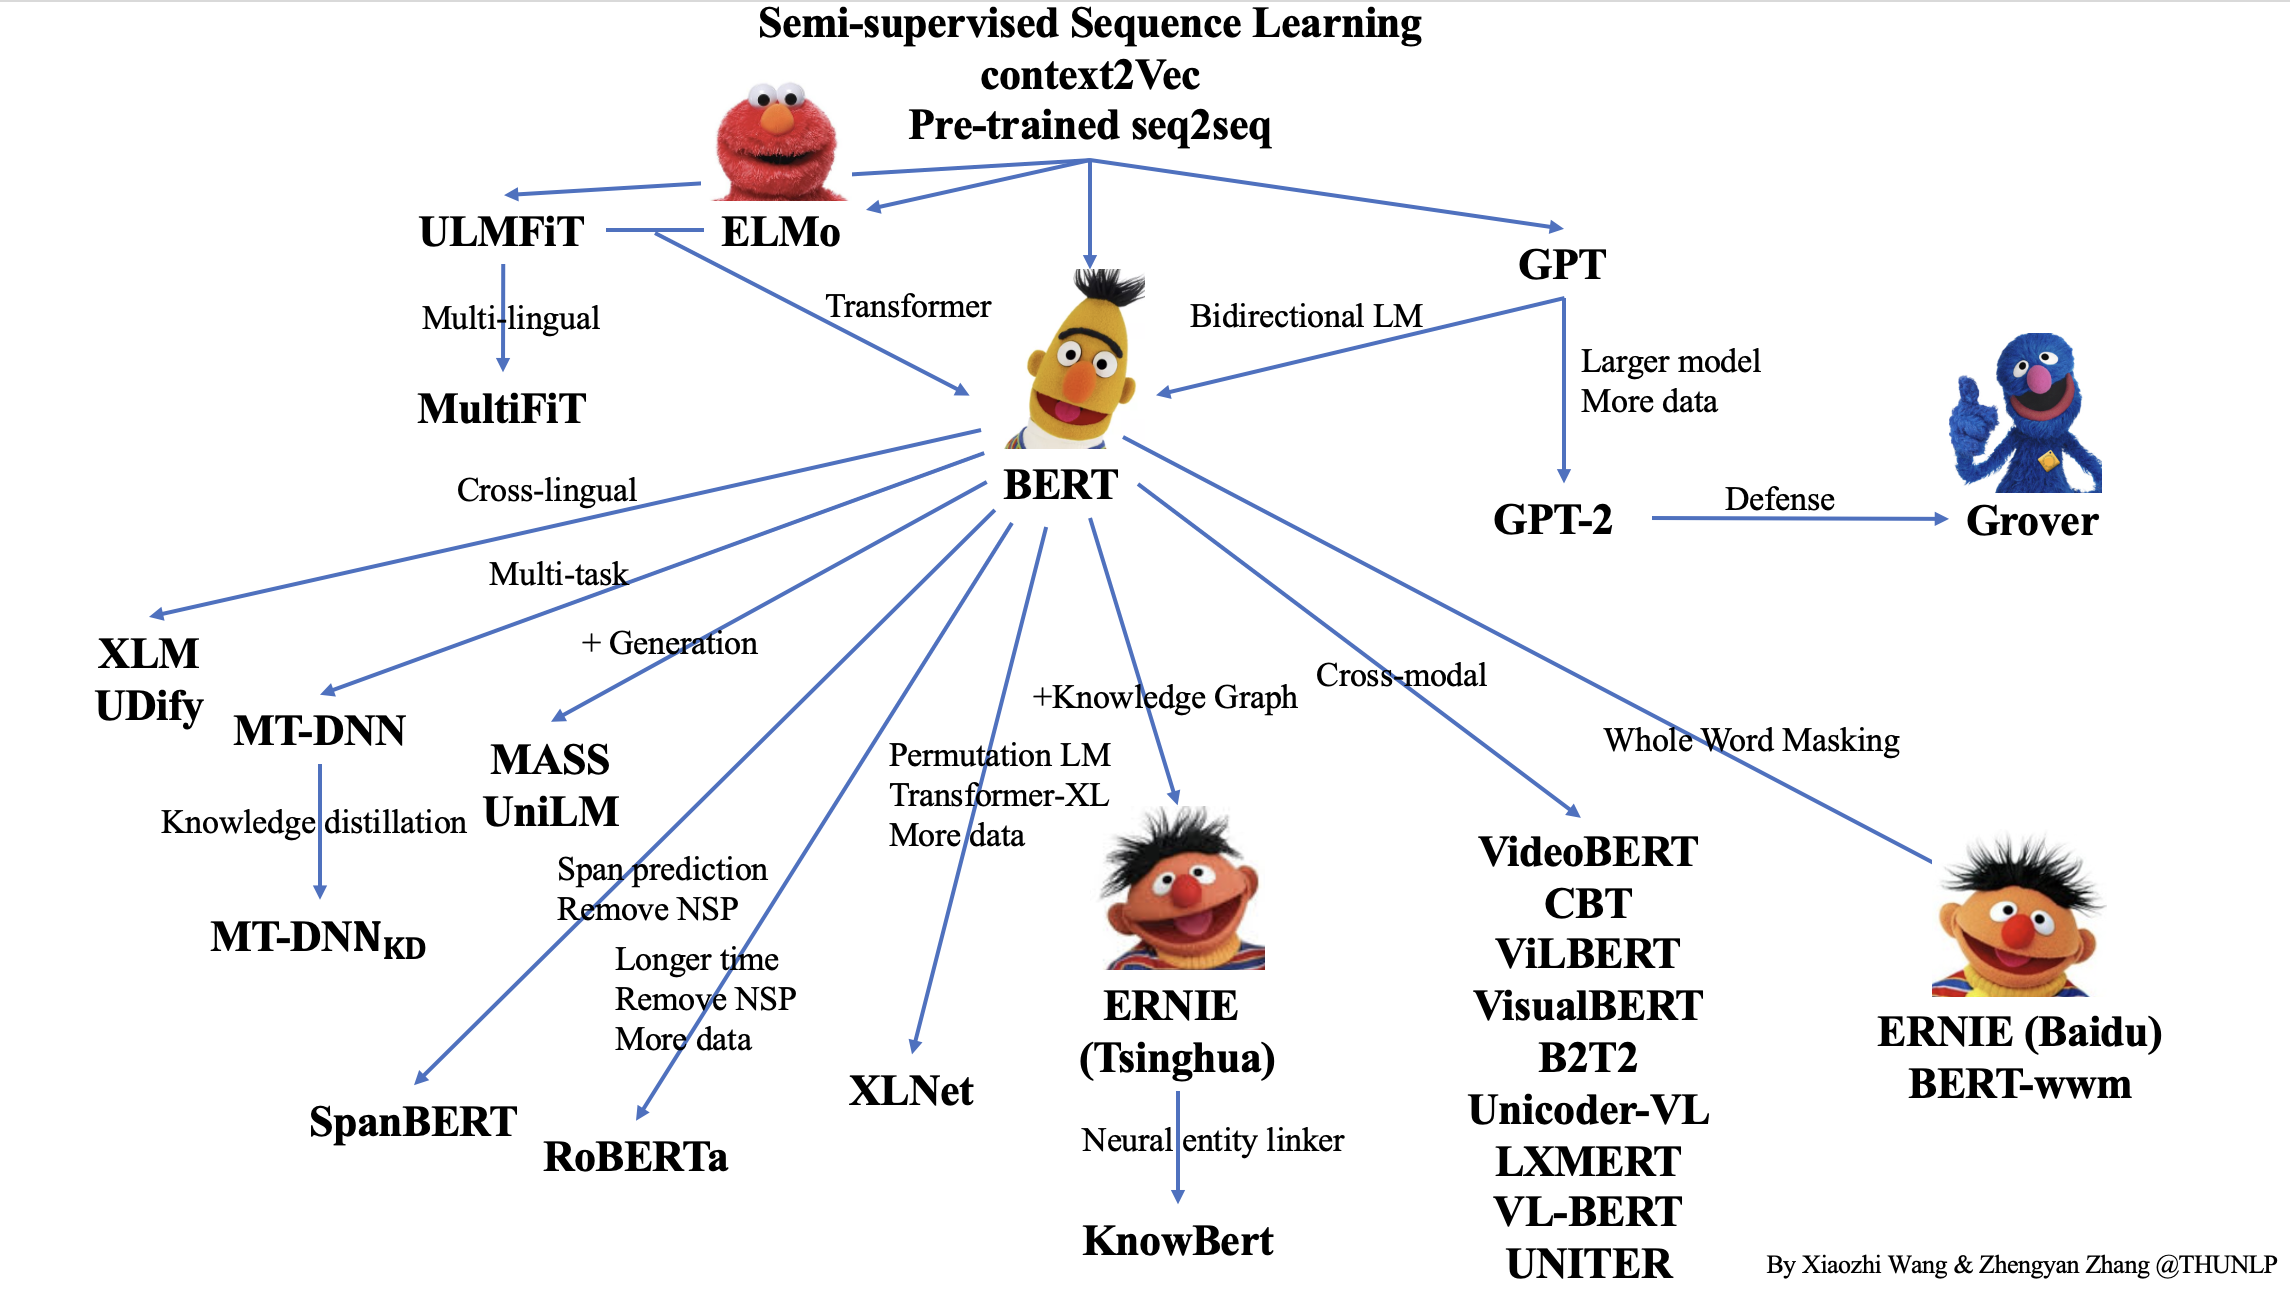 Semi-supervised Sequence Learning
context2Vec
Pre-trained seq2seq
ULMFiT
ELMo
GPT
Multi-lingual
Transformer
Bidirectional LM
Larger model
More data
MultiFiT
BERT
Cross-lingual
GPT-2
Defense
Grover
Multi-task
+ Generation
XLM
UDify
MT-DNN
MASS
UniLM
+Knowledge Graph
Cross-modal
Whole Word Masking
Permutation LM
Transformer-XL
More data
Knowledge distillation
MT-DNNKD
Span prediction
Remove NSP
Longer time
Remove NSP
More data
SpanBERT
RoBERTa
XLNet
ERNIE
(Tsinghua)
Neural entity linker
KnowBert
VideoBERT
CBT
ViLBERT
VisualBERT
B2T2
Unicoder-VL
LXMERT
VL-BERT
UNITER
ERNIE (Baidu)
BERT-wwm
By Xiaozhi Wang & Zhengyan Zhang @THUNLP